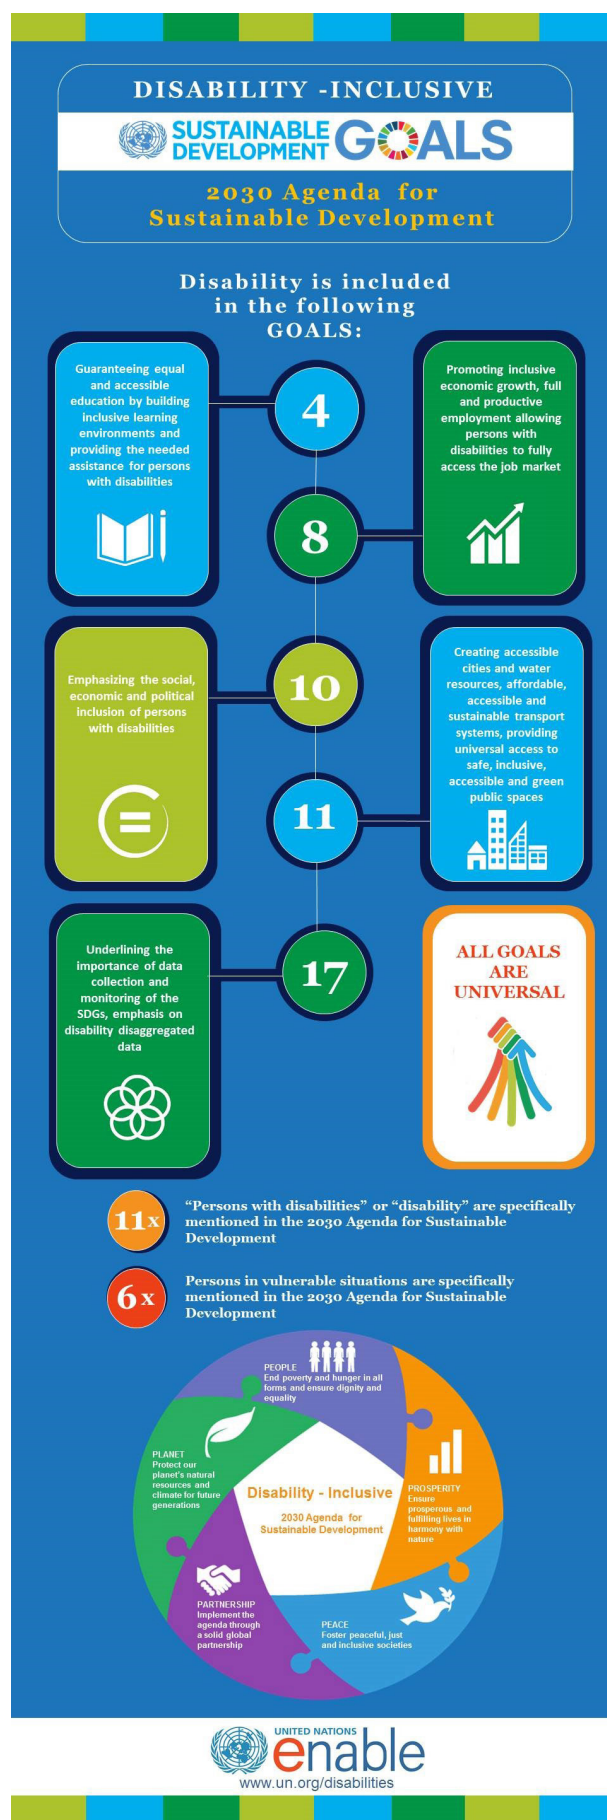 DISABILITY -INCLUSIVE
SUSTAINABLE
DEVELOPMENT
GOALS
2030 Agenda for
Sustainable Development
Disability is included
in the following
GOALS:
Guaranteeing equal
and accessible
education by building
inclusive learning
environments and
providing the needed
assistance for persons
with disabilities
4
Promoting inclusive
economic growth, full
and productive
employment allowing
persons with
disabilities to fully
access the job market
8
Emphasizing the social,
economic and political
inclusion of persons
with disabilities
10
Creating accessible
cities and water
resources, affordable,
accessible and
sustainable transport
systems, providing
universal access to
safe, inclusive,
accessible and green
public spaces
11
Underlining the
importance of data
collection and
monitoring of the
SDGs, emphasis on
disability disaggregated
data
17
ALL GOALS
ARE
UNIVERSAL
11x
“Persons with disabilities” or “disability” are specifically
mentioned in the 2030 Agenda for Sustainable
Development
6x
Persons in vulnerable situations are specifically
mentioned in the 2030 Agenda for Sustainable
Development
PEOPLE
End poverty and hunger in all
forms and ensure dignity and
equality
PLANET
Protect our
planet's natural
resources and
climate for future
generations
Disability - Inclusive
2030 Agenda for
Sustainable Development
PROSPERITY
Ensure
prosperous and
fulfilling lives in
harmony with
nature
PARTNERSHIP
Implement the
agenda through
a solid global
partnership
PEACE
Foster peaceful, just
and inclusive societies
UNITED NATIONS
enable
www.un.org/disabilities